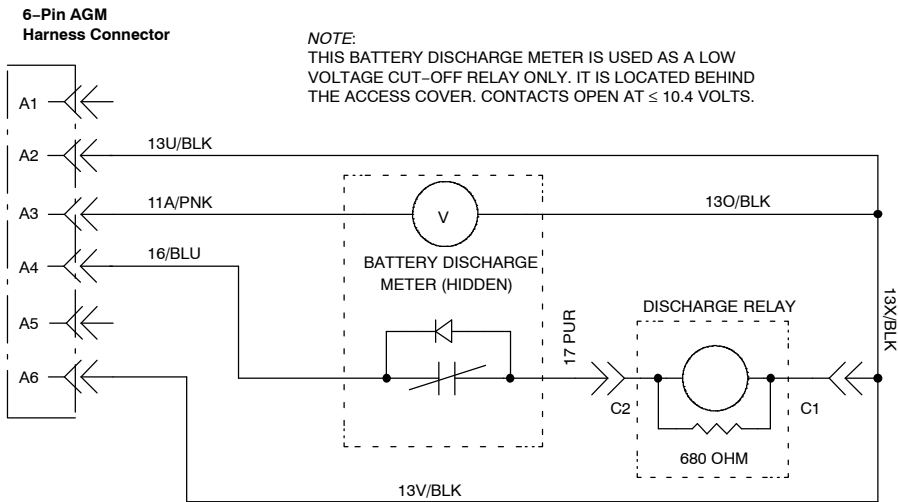 6–Pin AGM
Harness Connector
NOTE:
THIS BATTERY DISCHARGE METER IS USED AS A LOW
VOLTAGE CUT–OFF RELAY ONLY. IT IS LOCATED BEHIND
THE ACCESS COVER. CONTACTS OPEN AT ≤ 10.4 VOLTS.
A1
A2
13U/BLK
A3
11A/PNK
V
13O/BLK
A4
16/BLU
BATTERY DISCHARGE
METER (HIDDEN)
A5
17 PUR
DISCHARGE RELAY
13X/BLK
A6
C2
C1
680 OHM
13V/BLK